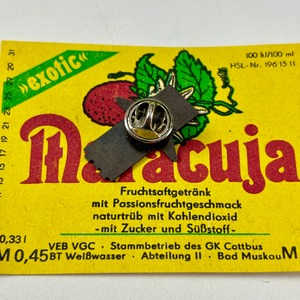 »exotic«
100 kJ/100 ml
HSL-Nr. 196 15 11
Maracuja
Fruchtsaftgetränk
mit Passionsfruchtgeschmack
naturtrüb mit Kohlendioxid
-mit Zucker und Süßstoff-
0,33 l
VEB VGC · Stammbetrieb des GK Cottbus
M 0,45 BT Weißwasser · Abteilung II · Bad Muskau M